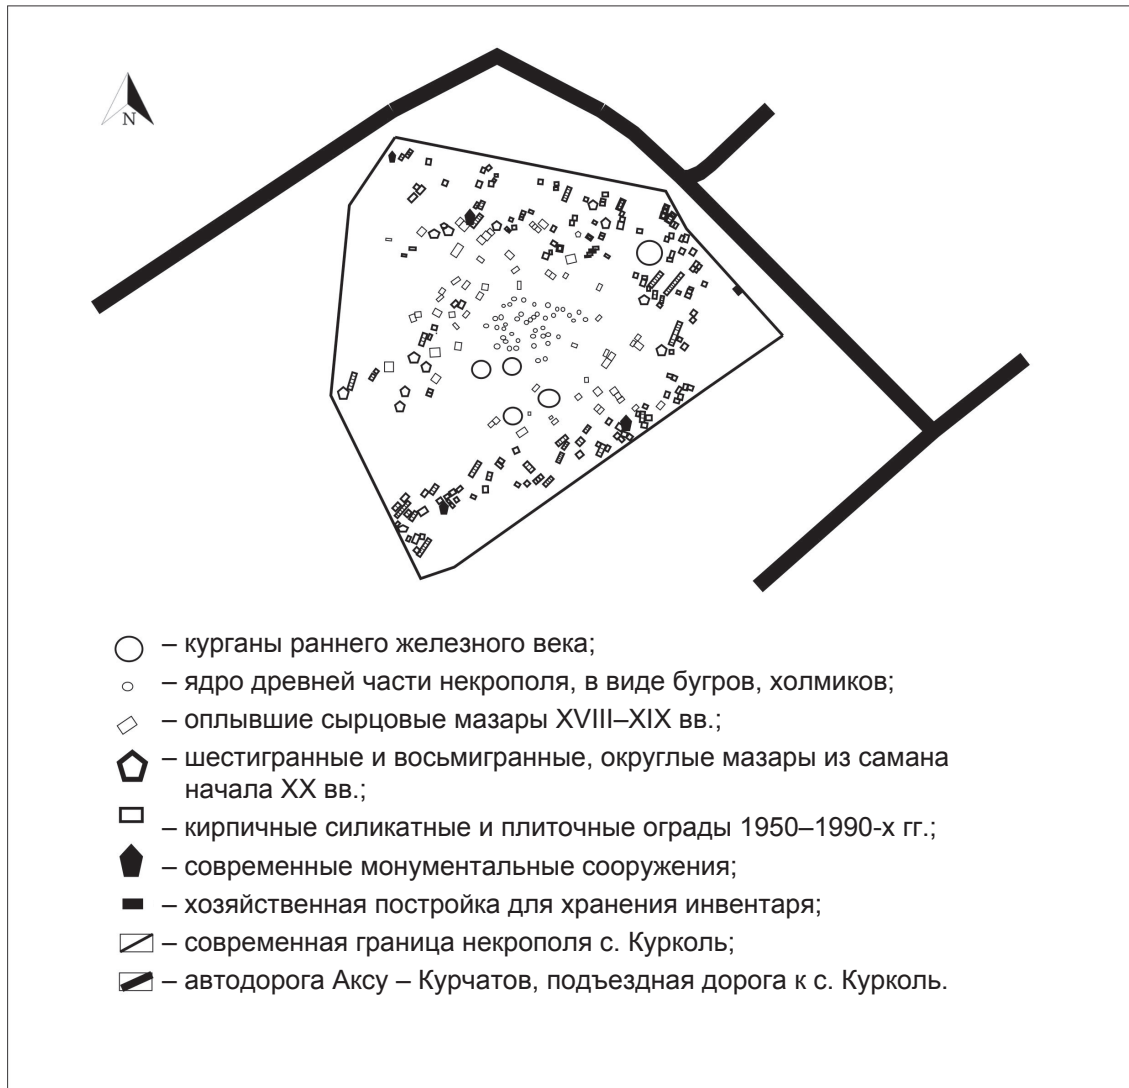 N
– курганы раннего железного века;
– ядро древней части некрополя, в виде бугров, холмиков;
– оплывшие сырцовые мазары XVIII–XIX вв.;
– шестигранные и восьмигранные, округлые мазары из самана
начала XX вв.;
– кирпичные силикатные и плиточные ограды 1950–1990-х гг.;
– современные монументальные сооружения;
– хозяйственная постройка для хранения инвентаря;
– современная граница некрополя с. Курколь;
– автодорога Аксу – Курчатов, подъездная дорога к с. Курколь.